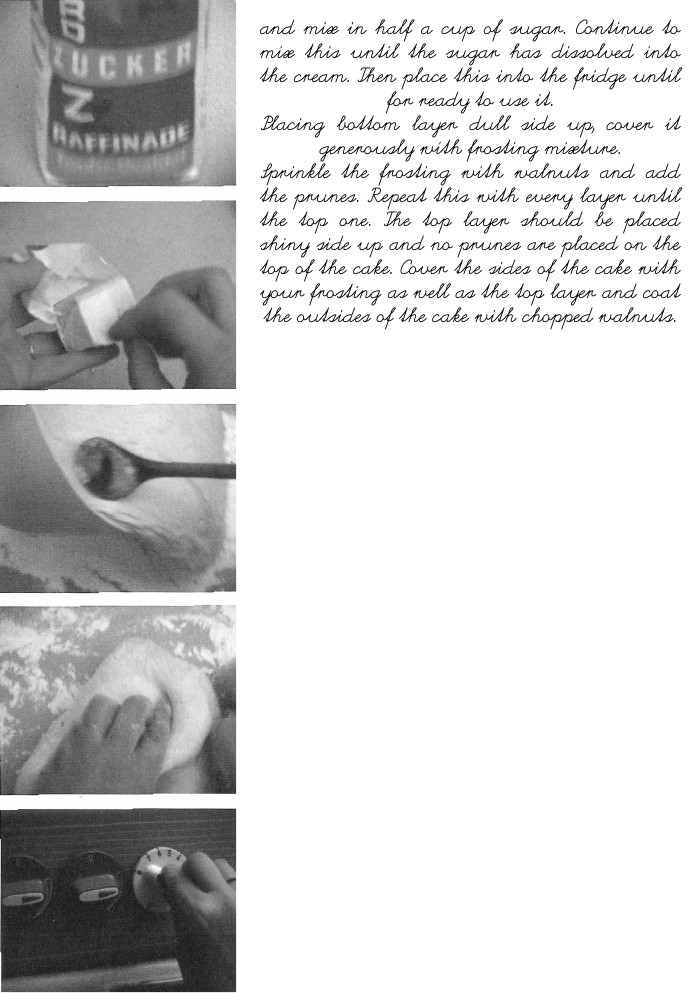 ZUCKER
Z
RAFFINADE
and mix in half a cup of sugar. Continue to
mix this until the sugar has dissolved into
the cream. Then place this into the fridge until
for ready to use it.
Placing bottom layer dull side up, cover it
generously with frosting mixture.
Sprinkle the frosting with walnuts and add
the prunes. Repeat this with every layer until
the top one. The top layer should be placed
shiny side up and no prunes are placed on the
top of the cake. Cover the sides of the cake with
your frosting as well as the top layer and coat
the outsides of the cake with chopped walnuts.